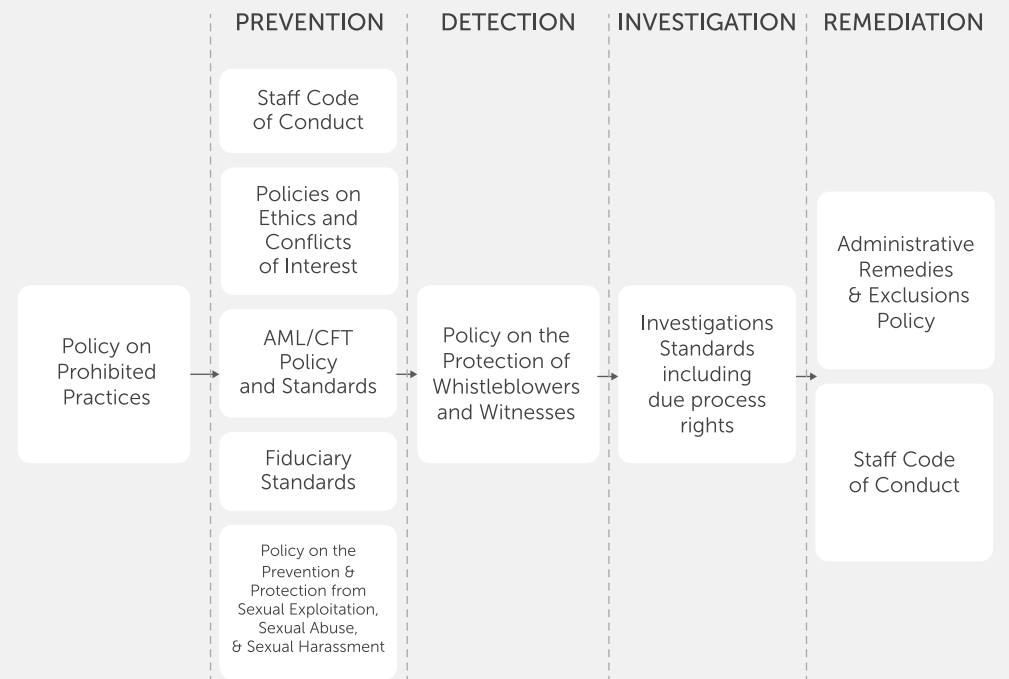 PREVENTION
DETECTION
INVESTIGATION
REMEDIATION
Policy on
Prohibited
Practices
Staff Code
of Conduct
Policies on
Ethics and
Conflicts
of Interest
AML/CFT
Policy
and Standards
Fiduciary
Standards
Policy on the
Prevention &
Protection from
Sexual Exploitation,
Sexual Abuse,
& Sexual Harassment
Policy on the
Protection of
Whistleblowers
and Witnesses
Investigations
Standards
including
due process
rights
Administrative
Remedies
& Exclusions
Policy
Staff Code
of Conduct